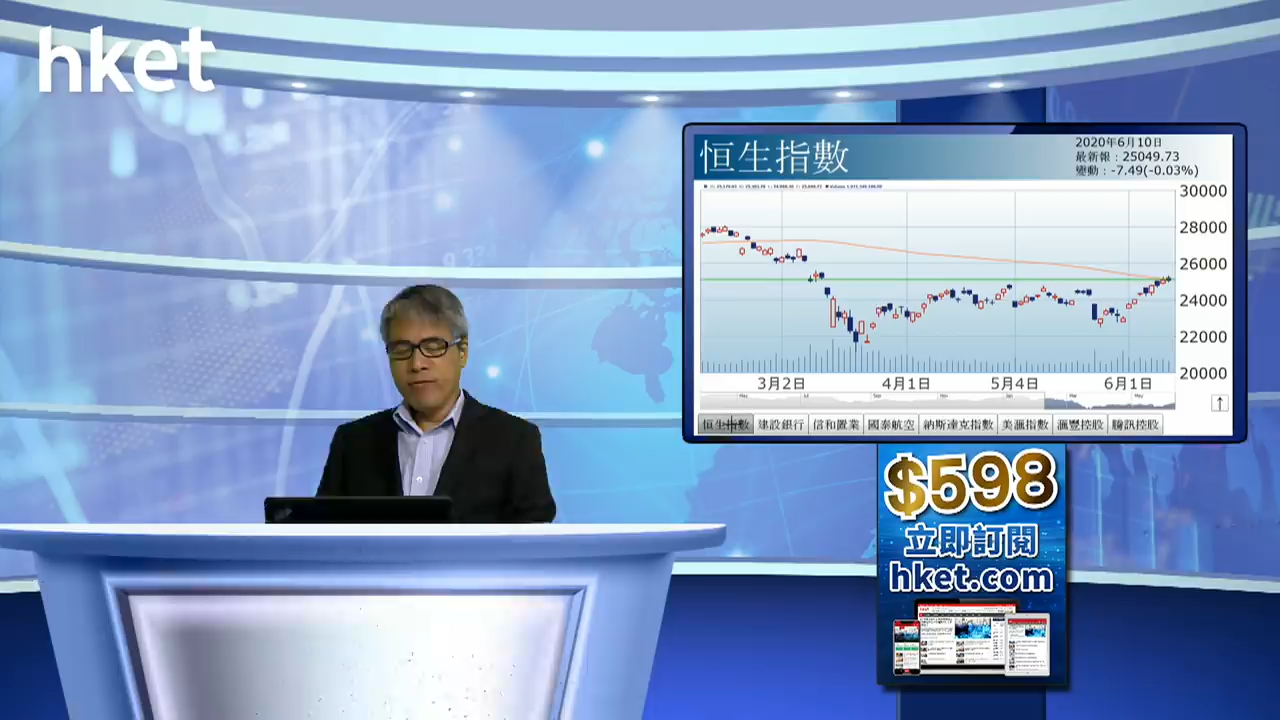 hket
恒生指數
2020年6月10日
最新報：25049.73
變動：-7.49(-0.03%)
30000
28000
26000
24000
22000
20000
3月2日
4月1日
5月4日
6月1日
恒生指數
建設銀行
信和置業
國泰航空
納斯達克指數
美滙指數
滙豐控股
騰訊控股
$598
立即訂閱
hket.com